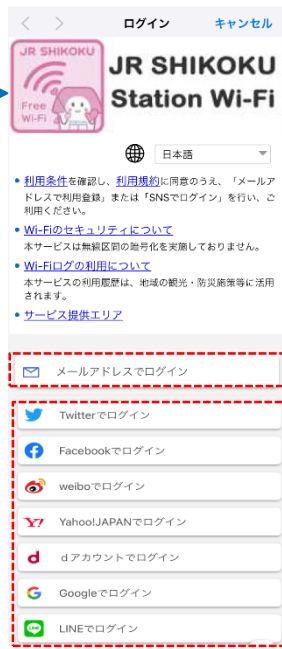 ログイン
キャンセル
JR SHIKOKU
Free
Wi-Fi
JR SHIKOKU
Station Wi-Fi
日本語
利用条件を確認し、利用規約に同意のうえ、「メールア
ドレスで利用登録」または「SNSでログイン」を行い、ご
利用ください。
Wi-Fiのセキュリティについて
本サービスは無線区間の暗号化を実施しておりません。
Wi-Fiログの利用について
本サービスの利用履歴は、地域の観光・防災施策等に活用
されます。
サービス提供エリア
メールアドレスでログイン
Twitterでログイン
Facebookでログイン
weiboでログイン
Yahoo!JAPANでログイン
dアカウントでログイン
Googleでログイン
LINEでログイン